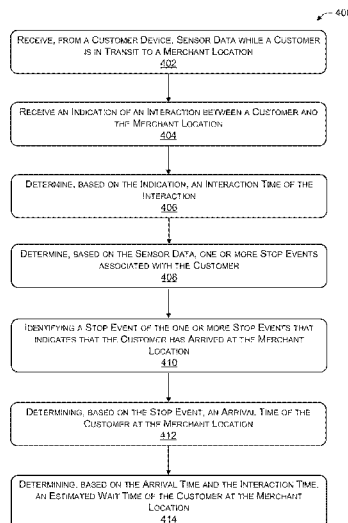 400
RECEIVE, FROM A CUSTOMER DEVICE, SENSOR DATA WHILE A CUSTOMER
IS IN TRANSIT TO A MERCHANT LOCATION
402
RECEIVE AN INDICATION OF AN INTERACTION BETWEEN A CUSTOMER AND
THE MERCHANT LOCATION
404
DETERMINE, BASED ON THE INDICATION, AN INTERACTION TIME OF THE
INTERACTION
406
DETERMINE, BASED ON THE SENSOR DATA, ONE OR MORE STOP EVENTS
ASSOCIATED WITH THE CUSTOMER
408
IDENTIFYING A STOP EVENT OF THE ONE OR MORE STOP EVENTS THAT
INDICATES THAT THE CUSTOMER HAS ARRIVED AT THE MERCHANT
LOCATION
410
DETERMINING, BASED ON THE STOP EVENT, AN ARRIVAL TIME OF THE
CUSTOMER AT THE MERCHANT LOCATION
412
DETERMINING, BASED ON THE ARRIVAL TIME AND THE INTERACTION TIME,
AN ESTIMATED WAIT TIME OF THE CUSTOMER AT THE MERCHANT
LOCATION
414